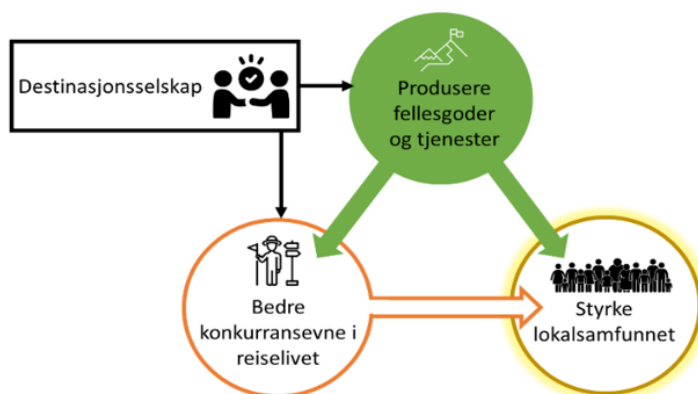 Destinasjonsselskap
Produsere
fellesgoder
og tjenester
Bedre
konkurransevne i
reiselivet
Styrke
lokalsamfunnet